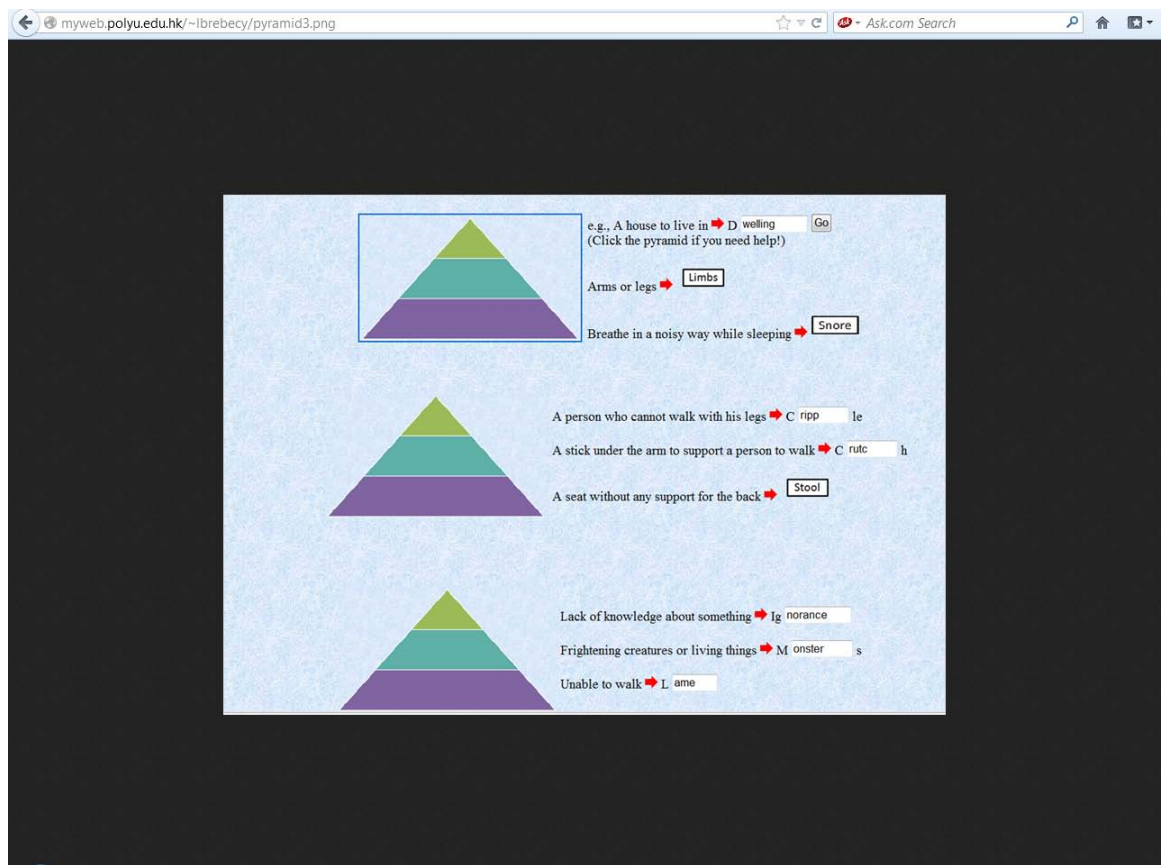 myweb.polyu.edu.hk/~lbrebecy/pyramid3.png
Ask.com Search
e.g., A house to live in D welling Go
(Click the pyramid if you need help!)
Arms or legs Limbs
Breathe in a noisy way while sleeping Snore
A person who cannot walk with his legs C ripp le
A stick under the arm to support a person to walk C rutc h
A seat without any support for the back Stool
Lack of knowledge about something Ig norance
Frightening creatures or living things M onster s
Unable to walk L ame